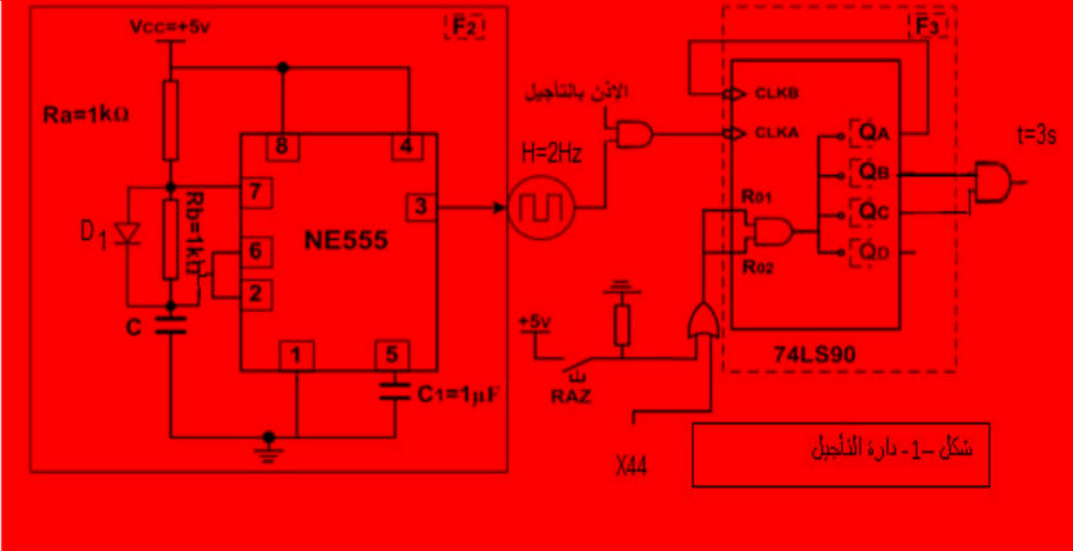 Vcc=+5v
F2
F3
Ra=1kΩ
8
4
7
6
2
3
1
5
NE555
D1
Rb=1kΩ
C
C1=1µF
الاذن بالتأجيل
H=2Hz
CLKB
CLKA
QA
QB
QC
QD
R01
R02
t=3s
+5v
RAZ
X44
74LS90
شكل –1- دارة التأجيل